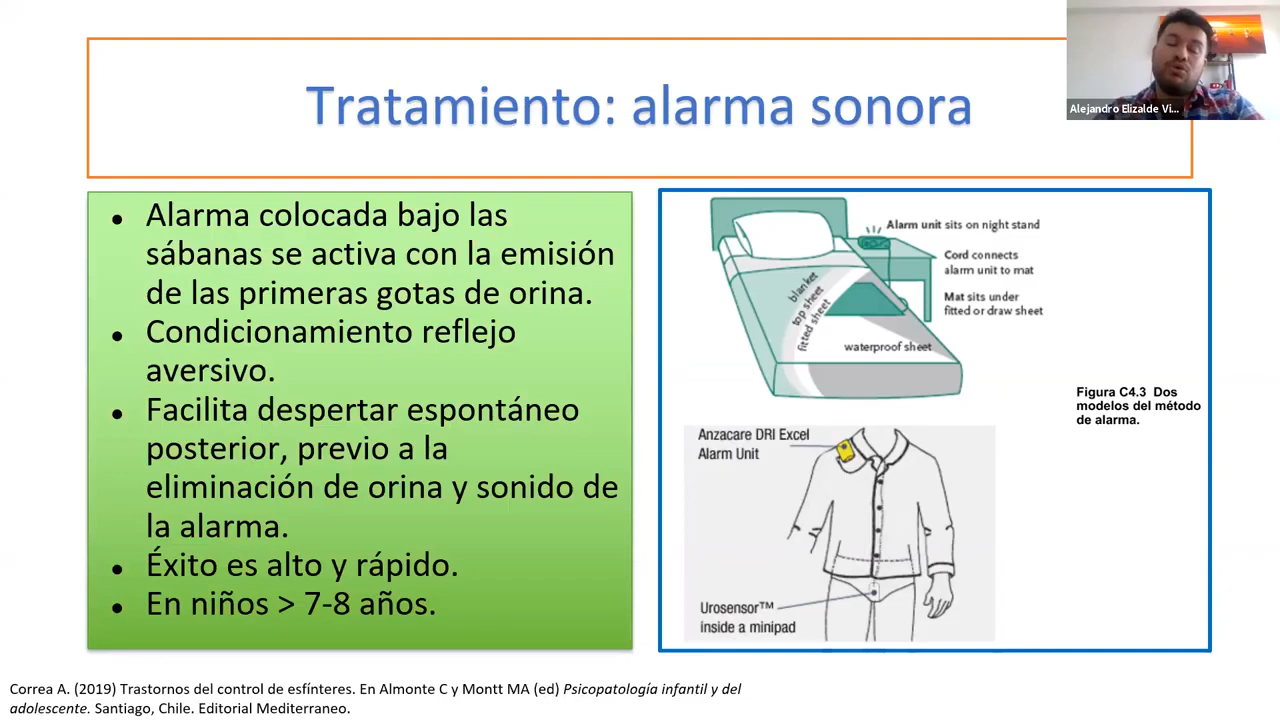 Tratamiento: alarma sonora
Alejandro Elizalde Vi...
• Alarma colocada bajo las
sábanas se activa con la emisión
de las primeras gotas de orina.
• Condicionamiento reflejo
aversivo.
• Facilita despertar espontáneo
posterior, previo a la
eliminación de orina y sonido de
la alarma.
• Éxito es alto y rápido.
• En niños > 7-8 años.
Alarm unit sits on night stand
Cord connects
alarm unit to mat
Mat sits under
fitted or draw sheet
blanket
top sheet
fitted sheet
waterproof sheet
Figura C4.3 Dos
modelos del método
de alarma.
Anzacare DRI Excel
Alarm Unit
Urosensor™
inside a minipad
Correa A. (2019) Trastornos del control de esfínteres. En Almonte C y Montt MA (ed) Psicopatología infantil y del
adolescente. Santiago, Chile. Editorial Mediterraneo.